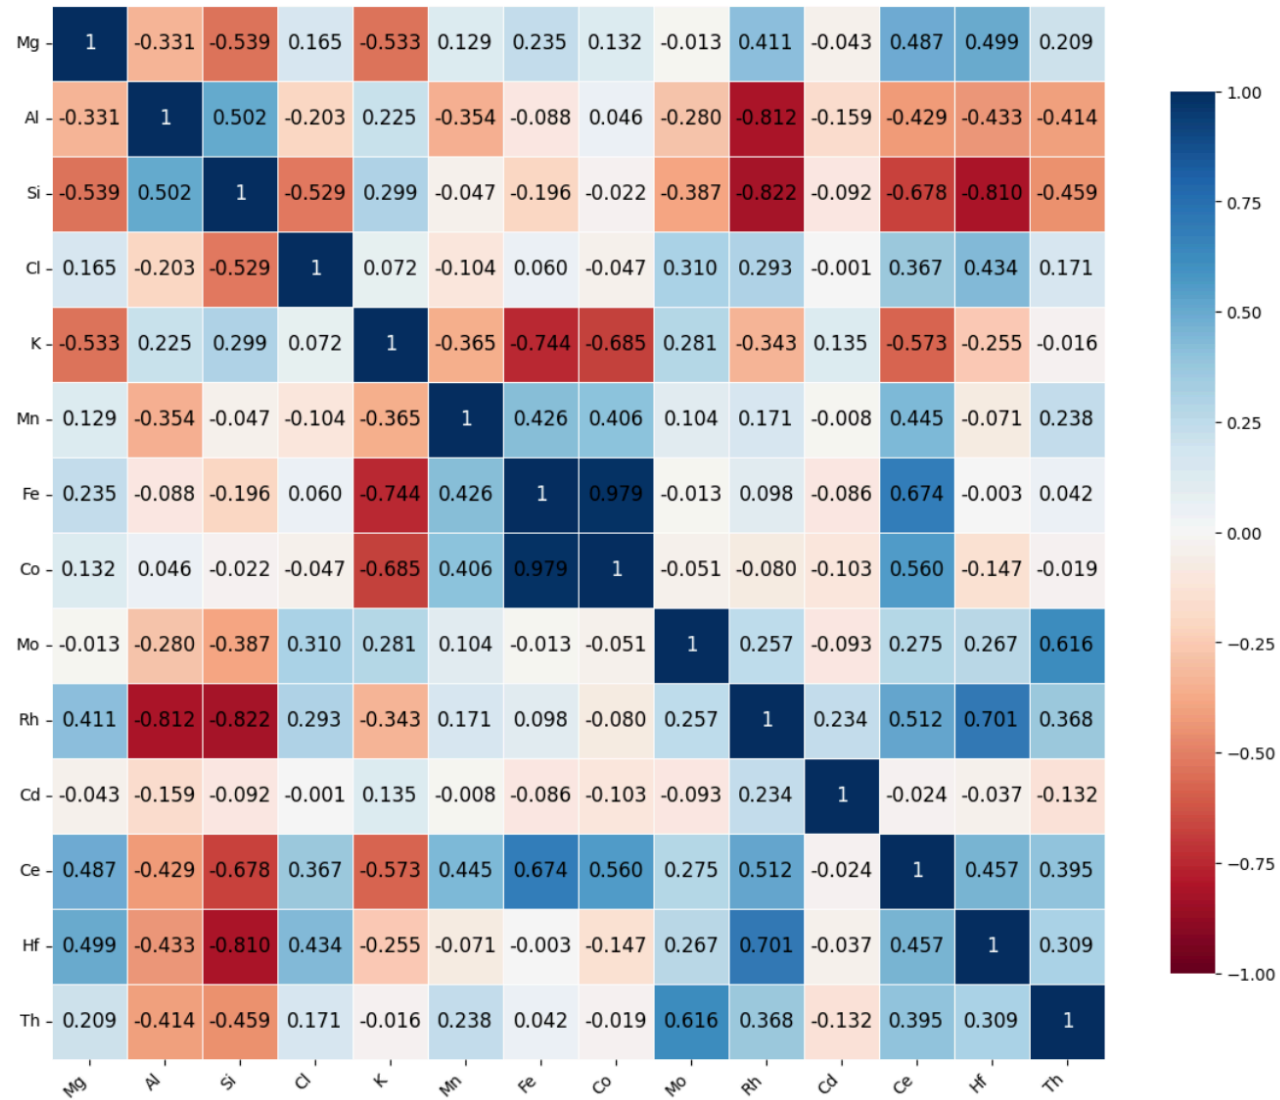 Mg 1 -0.331 -0.539 0.165 -0.533 0.129 0.235 0.132 -0.013 0.411 -0.043 0.487 0.499 0.209
Al -0.331 1 0.502 -0.203 0.225 -0.354 -0.088 0.046 -0.280 -0.812 -0.159 -0.429 -0.433 -0.414
Si -0.539 0.502 1 -0.529 0.299 -0.047 -0.196 -0.022 -0.387 -0.822 -0.092 -0.678 -0.810 -0.459
Cl 0.165 -0.203 -0.529 1 0.072 -0.104 0.060 -0.047 0.310 0.293 -0.001 0.367 0.434 0.171
K -0.533 0.225 0.299 0.072 1 -0.365 -0.744 -0.685 0.281 -0.343 0.135 -0.573 -0.255 -0.016
Mn 0.129 -0.354 -0.047 -0.104 -0.365 1 0.426 0.406 0.104 0.171 -0.008 0.445 -0.071 0.238
Fe 0.235 -0.088 -0.196 0.060 -0.744 0.426 1 0.979 -0.013 0.098 -0.086 0.674 -0.003 0.042
Co 0.132 0.046 -0.022 -0.047 -0.685 0.406 0.979 1 -0.051 -0.080 -0.103 0.560 -0.147 -0.019
Mo -0.013 -0.280 -0.387 0.310 0.281 0.104 -0.013 -0.051 1 0.257 -0.093 0.275 0.267 0.616
Rh 0.411 -0.812 -0.822 0.293 -0.343 0.171 0.098 -0.080 0.257 1 0.234 0.512 0.701 0.368
Cd -0.043 -0.159 -0.092 -0.001 0.135 -0.008 -0.086 -0.103 -0.093 0.234 1 -0.024 -0.037 -0.132
Ce 0.487 -0.429 -0.678 0.367 -0.573 0.445 0.674 0.560 0.275 0.512 -0.024 1 0.457 0.395
Hf 0.499 -0.433 -0.810 0.434 -0.255 -0.071 -0.003 -0.147 0.267 0.701 -0.037 0.457 1 0.309
Th 0.209 -0.414 -0.459 0.171 -0.016 0.238 0.042 -0.019 0.616 0.368 -0.132 0.395 0.309 1
Mg Al Si Cl K Mn Fe Co Mo Rh Cd Ce Hf Th
1.00
0.75
0.50
0.25
0.00
−0.25
−0.50
−0.75
−1.00